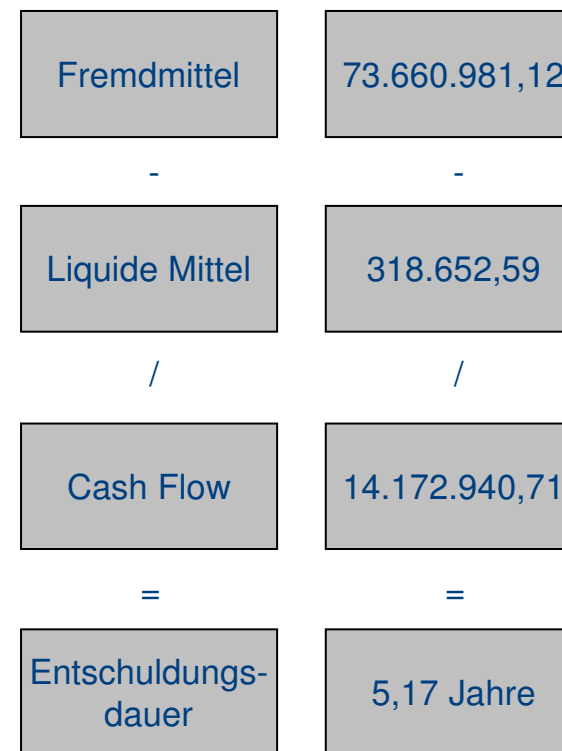 Fremdmittel 73.660.981,12
- -
Liquide Mittel 318.652,59
/ /
Cash Flow 14.172.940,71
= =
Entschuldungs-
dauer 5,17 Jahre